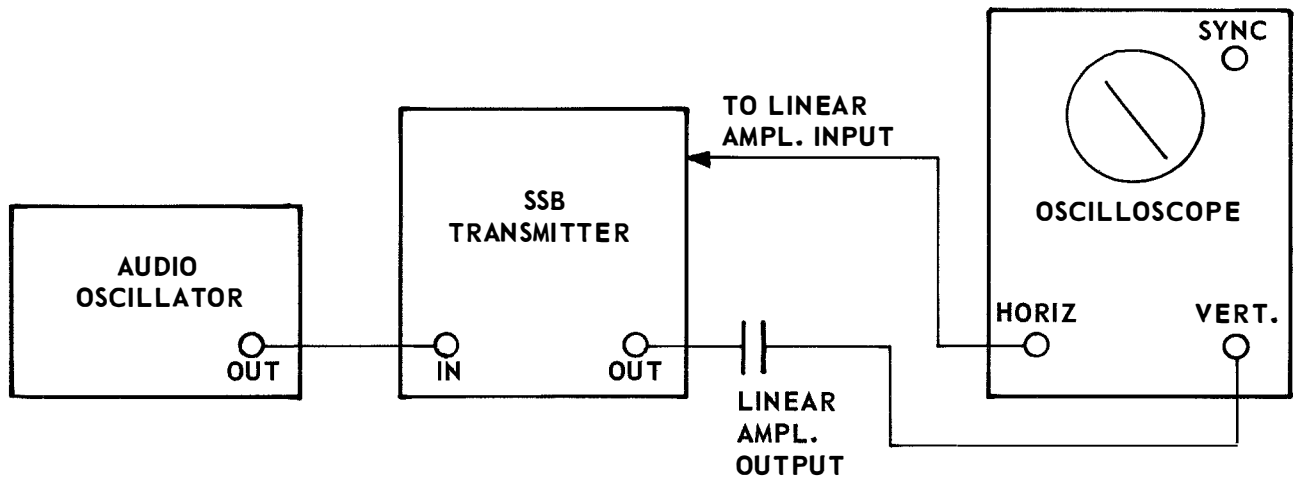 SYNC
TO LINEAR
AMPL. INPUT
SSB
TRANSMITTER
OSCILLOSCOPE
AUDIO
OSCILLATOR
HORIZ
VERT.
OUT
IN
OUT
LINEAR
AMPL.
OUTPUT